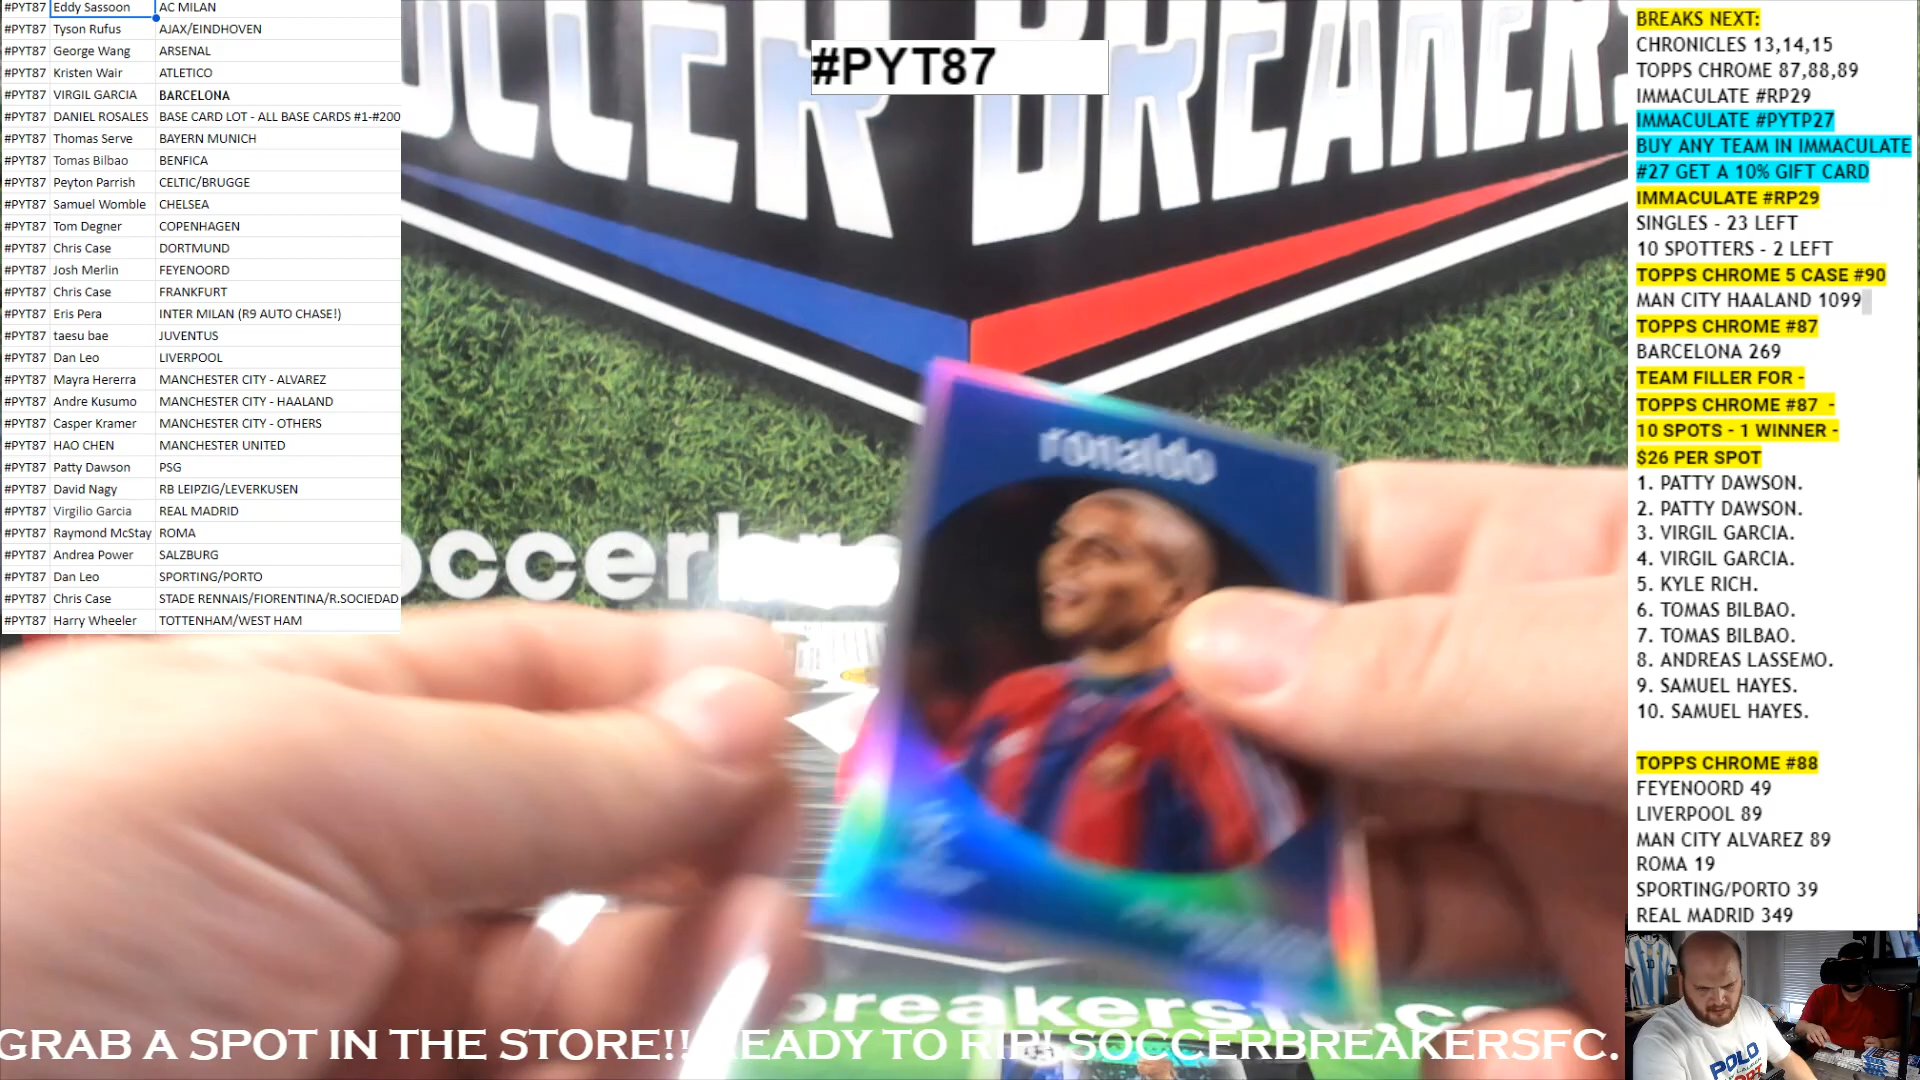 #PYT87 Eddy Sassoon AC MILAN
#PYT87 Tyson Rufus AJAX/EINDHOVEN
#PYT87 George Wang ARSENAL
#PYT87 Kristen Wair ATLETICO
#PYT87 VIRGIL GARCIA BARCELONA
#PYT87 DANIEL ROSALES BASE CARD LOT - ALL BASE CARDS #1-#200
#PYT87 Thomas Serve BAYERN MUNICH
#PYT87 Tomas Bilbao BENFICA
#PYT87 Peyton Parrish CELTIC/BRUGGE
#PYT87 Samuel Womble CHELSEA
#PYT87 Tom Degner COPENHAGEN
#PYT87 Chris Case DORTMUND
#PYT87 Josh Merlin FEYENOORD
#PYT87 Chris Case FRANKFURT
#PYT87 Eris Pera INTER MILAN (R9 AUTO CHASE!)
#PYT87 taesu bae JUVENTUS
#PYT87 Dan Leo LIVERPOOL
#PYT87 Mayra Hererra MANCHESTER CITY - ALVAREZ
#PYT87 Andre Kusumo MANCHESTER CITY - HAALAND
#PYT87 Casper Kramer MANCHESTER CITY - OTHERS
#PYT87 HAO CHEN MANCHESTER UNITED
#PYT87 Patty Dawson PSG
#PYT87 David Nagy RB LEIPZIG/LEVERKUSEN
#PYT87 Virgilio Garcia REAL MADRID
#PYT87 Raymond McStay ROMA
#PYT87 Andrea Power SALZBURG
#PYT87 Dan Leo SPORTING/PORTO
#PYT87 Chris Case STADE RENNAIS/FIORENTINA/R.SOCIEDAD
#PYT87 Harry Wheeler TOTTENHAM/WEST HAM
#PYT87
BREAKERS
ronaldo
BREAKS NEXT:
CHRONICLES 13,14,15
TOPPS CHROME 87,88,89
IMMACULATE #RP29
IMMACULATE #PYTP27
BUY ANY TEAM IN IMMACULATE
#27 GET A 10% GIFT CARD
IMMACULATE #RP29
SINGLES - 23 LEFT
10 SPOTTERS - 2 LEFT
TOPPS CHROME 5 CASE #90
MAN CITY HAALAND 1099
TOPPS CHROME #87
BARCELONA 269
TEAM FILLER FOR -
TOPPS CHROME #87 -
10 SPOTS - 1 WINNER -
$26 PER SPOT
1. PATTY DAWSON.
2. PATTY DAWSON.
3. VIRGIL GARCIA.
4. VIRGIL GARCIA.
5. KYLE RICH.
6. TOMAS BILBAO.
7. TOMAS BILBAO.
8. ANDREAS LASSEMO.
9. SAMUEL HAYES.
10. SAMUEL HAYES.
TOPPS CHROME #88
FEYENOORD 49
LIVERPOOL 89
MAN CITY ALVAREZ 89
ROMA 19
SPORTING/PORTO 39
REAL MADRID 349
POLO
GRAB A SPOT IN THE STORE!! READY TO RIP! SOCCERBREAKERSFC.